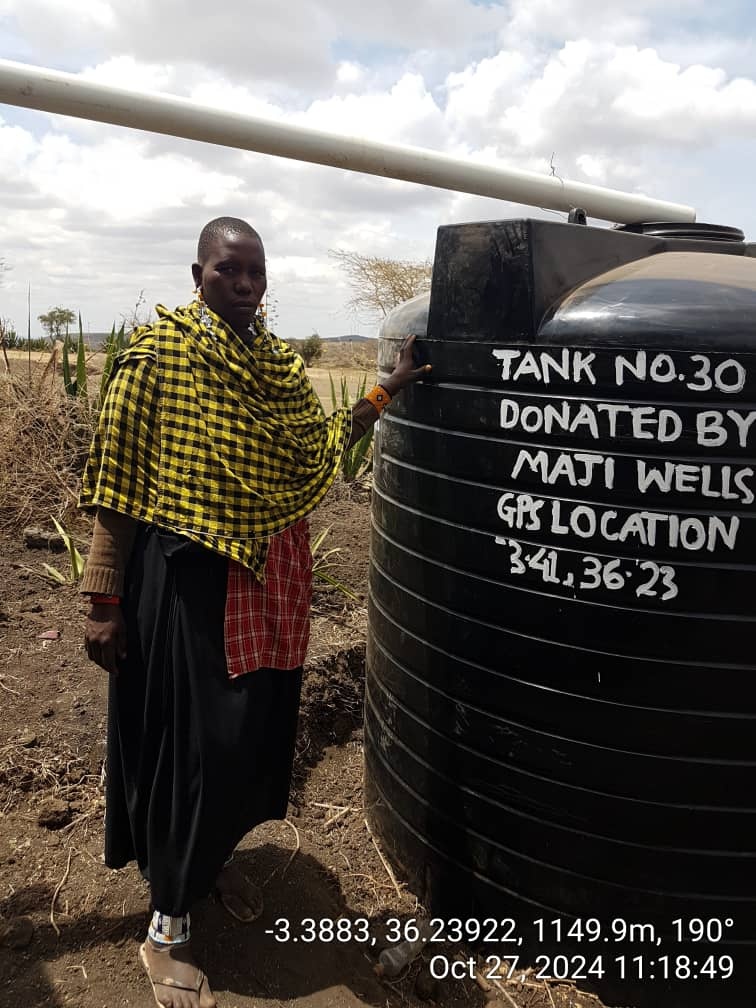 TANK NO.30
DONATED BY
MAJI WELLS
GPS LOCATION
-3.41, 36.23
-3.3883, 36.23922, 1149.9m, 190°
Oct 27, 2024 11:18:49